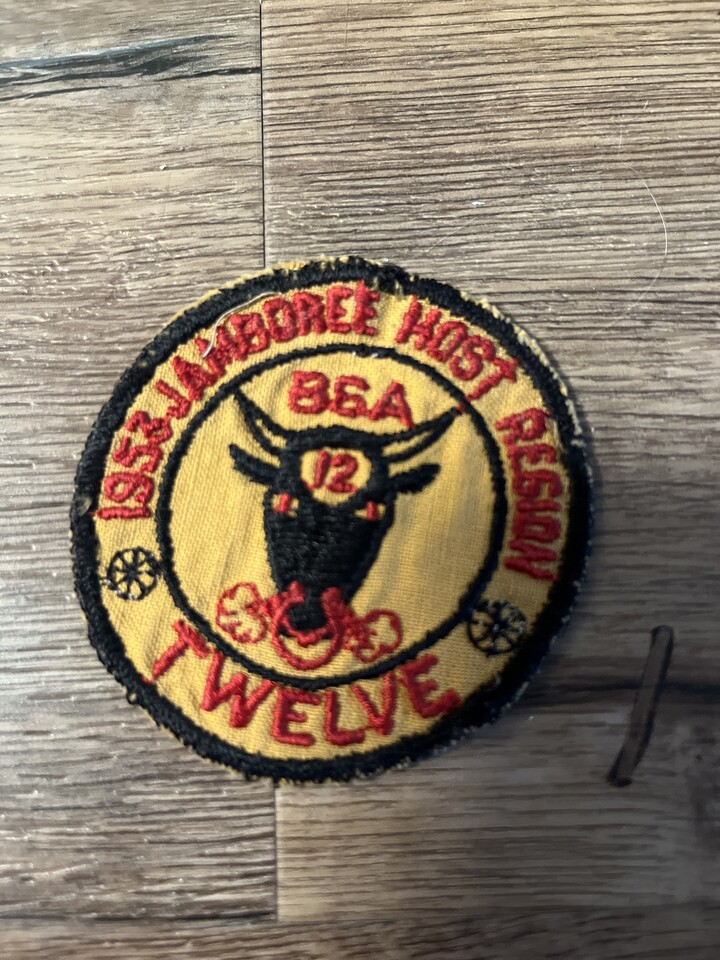 1953 JAMBOREE HOST REGION
BSA
12
TWELVE